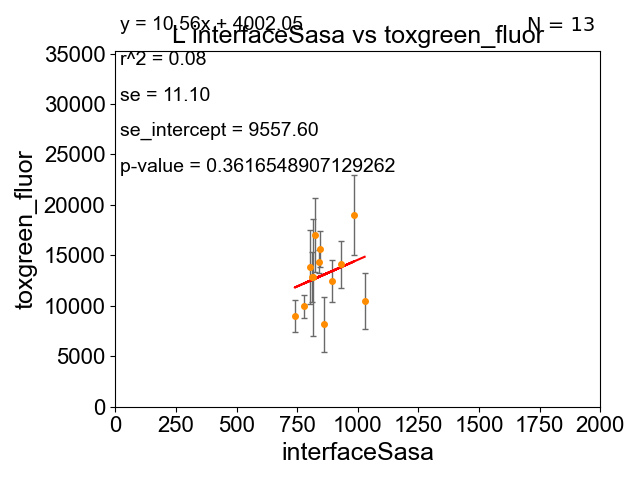 y = 10.56x + 4002.05
N = 13
L interfaceSasa vs toxgreen_fluor
r^2 = 0.08
se = 11.10
se_intercept = 9557.60
p-value = 0.3616548907129262
35000
30000
25000
20000
15000
10000
5000
0
toxgreen_fluor
0 250 500 750 1000 1250 1500 1750 2000
interfaceSasa